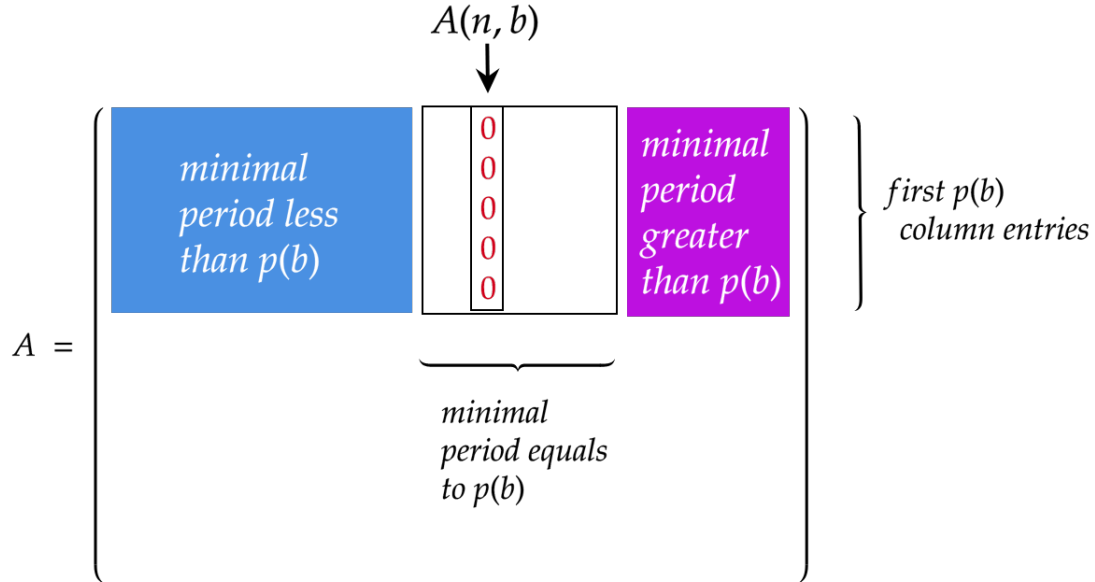 A(n, b)
0
0
0
0
0
minimal
period less
than p(b)
minimal
period
greater
than p(b)
first p(b)
column entries
A =
minimal
period equals
to p(b)